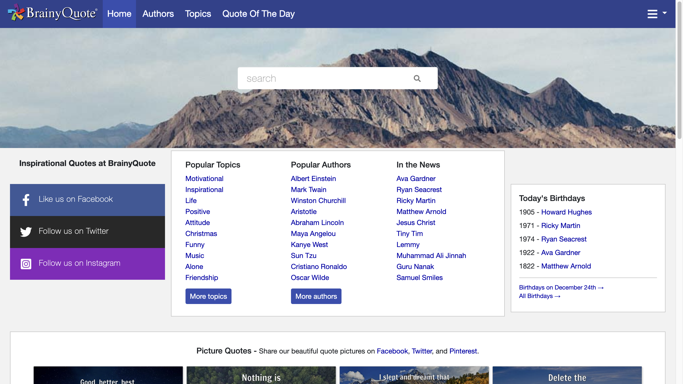 BrainyQuote®
Home
Authors
Topics
Quote Of The Day
search
Inspirational Quotes at BrainyQuote
Like us on Facebook
Follow us on Twitter
Follow us on Instagram
Popular Topics
Motivational
Inspirational
Life
Positive
Attitude
Christmas
Funny
Music
Alone
Friendship
More topics
Popular Authors
Albert Einstein
Mark Twain
Winston Churchill
Aristotle
Abraham Lincoln
Maya Angelou
Kanye West
Sun Tzu
Cristiano Ronaldo
Oscar Wilde
More authors
In the News
Ava Gardner
Ryan Seacrest
Ricky Martin
Matthew Arnold
Jesus Christ
Tiny Tim
Lemmy
Muhammad Ali Jinnah
Guru Nanak
Samuel Smiles
Today's Birthdays
1905 - Howard Hughes
1971 - Ricky Martin
1974 - Ryan Seacrest
1922 - Ava Gardner
1822 - Matthew Arnold
Birthdays on December 24th →
All Birthdays →
Picture Quotes - Share our beautiful quote pictures on Facebook, Twitter, and Pinterest.
Good, better, best.
Nothing is
I slept and dreamt that
Delete the